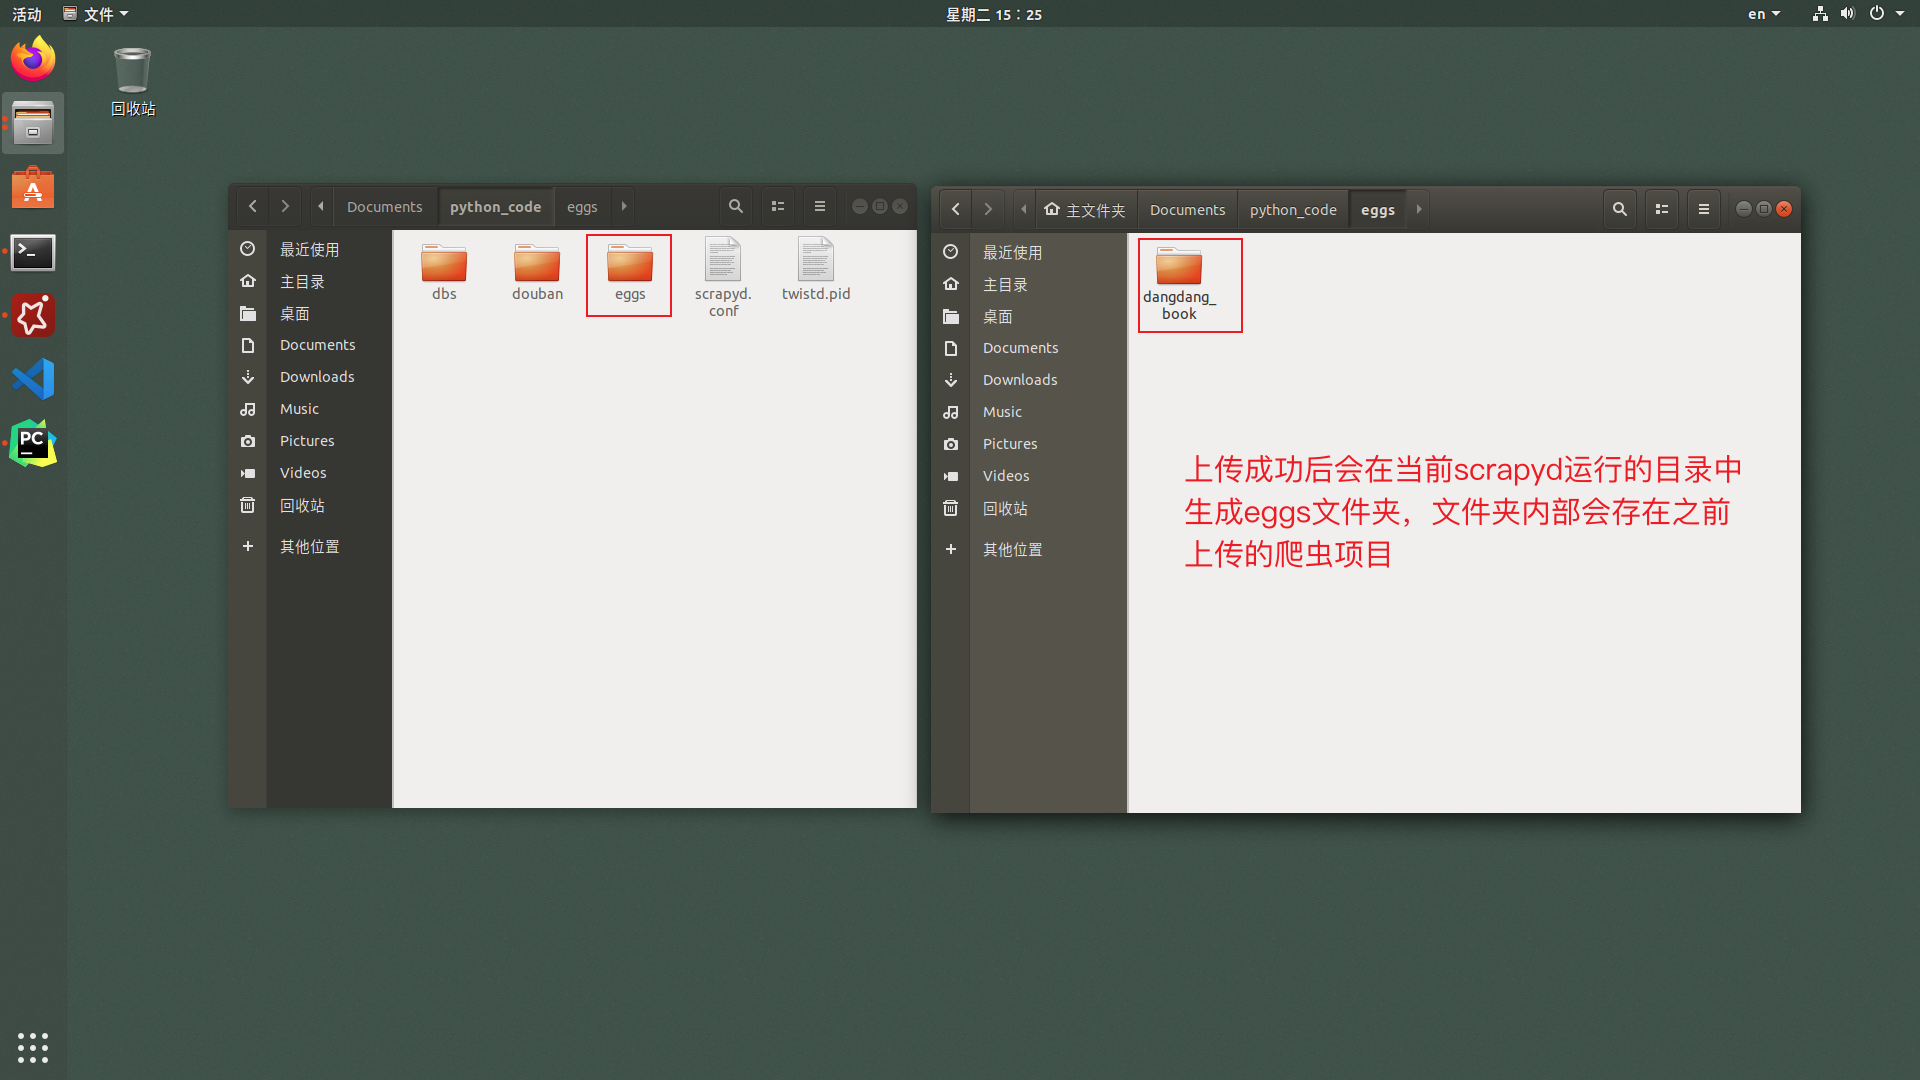 活动
文件
星期二 15：25
en
回收站
Documents
python_code
eggs
最近使用
主目录
桌面
Documents
Downloads
Music
Pictures
Videos
回收站
其他位置
dbs
douban
eggs
scrapyd.
conf
twistd.pid
主文件夹
Documents
python_code
eggs
最近使用
主目录
桌面
Documents
Downloads
Music
Pictures
Videos
回收站
其他位置
dangdang_
book
上传成功后会在当前scrapyd运行的目录中
生成eggs文件夹，文件夹内部会存在之前
上传的爬虫项目
PC